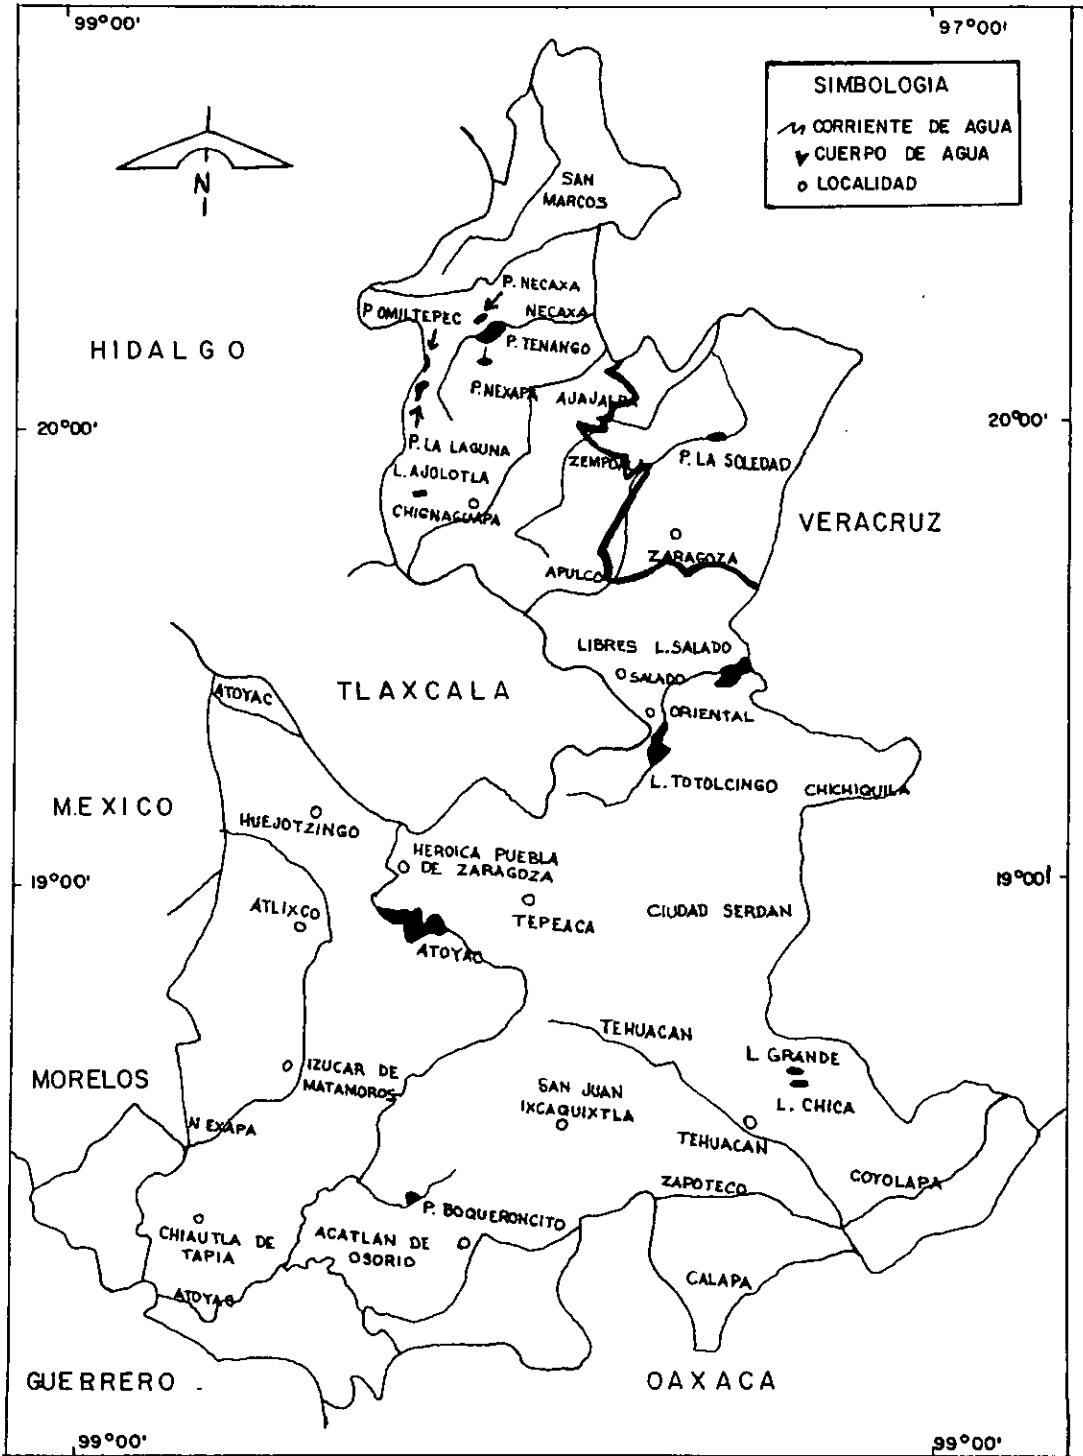 99°00'
97°00'
SIMBOLOGIA
CORRIENTE DE AGUA
CUERPO DE AGUA
LOCALIDAD
N
SAN
MARCOS
P. NECAXA
P OMILTEPEC
NECAXA
HIDALGO
P. TENANGO
P. NEXAPA
AJAJALPA
20°00'
20°00'
P. LA LAGUNA
ZEMPOA
P. LA SOLEDAD
L. AJOLOTLA
CHIGNAGUAPA
VERACRUZ
ZARAGOZA
APULCO
LIBRES
L. SALADO
SALADO
ATOYAC
TLAXCALA
ORIENTAL
L. TOTOLCINGO
CHICHIQUILA
MEXICO
HUEJOTZINGO
HEROICA PUEBLA
DE ZARAGOZA
19°00'
19°00'
ATLIXCO
TEPEACA
CIUDAD SERDAN
ATOYAC
TEHUACAN
L. GRANDE
MORELOS
IZUCAR DE
MATAMOROS
SAN JUAN
IXCAQUIXTLA
L. CHICA
NEXAPA
TEHUACAN
ZAPOTECO
COYOLAPA
P. BOQUERONCITO
CHIAUTLA DE
TAPIA
ACATLAN DE
OSORIO
ATOYAC
CALAPA
GUERRERO
OAXACA
99°00'
99°00'